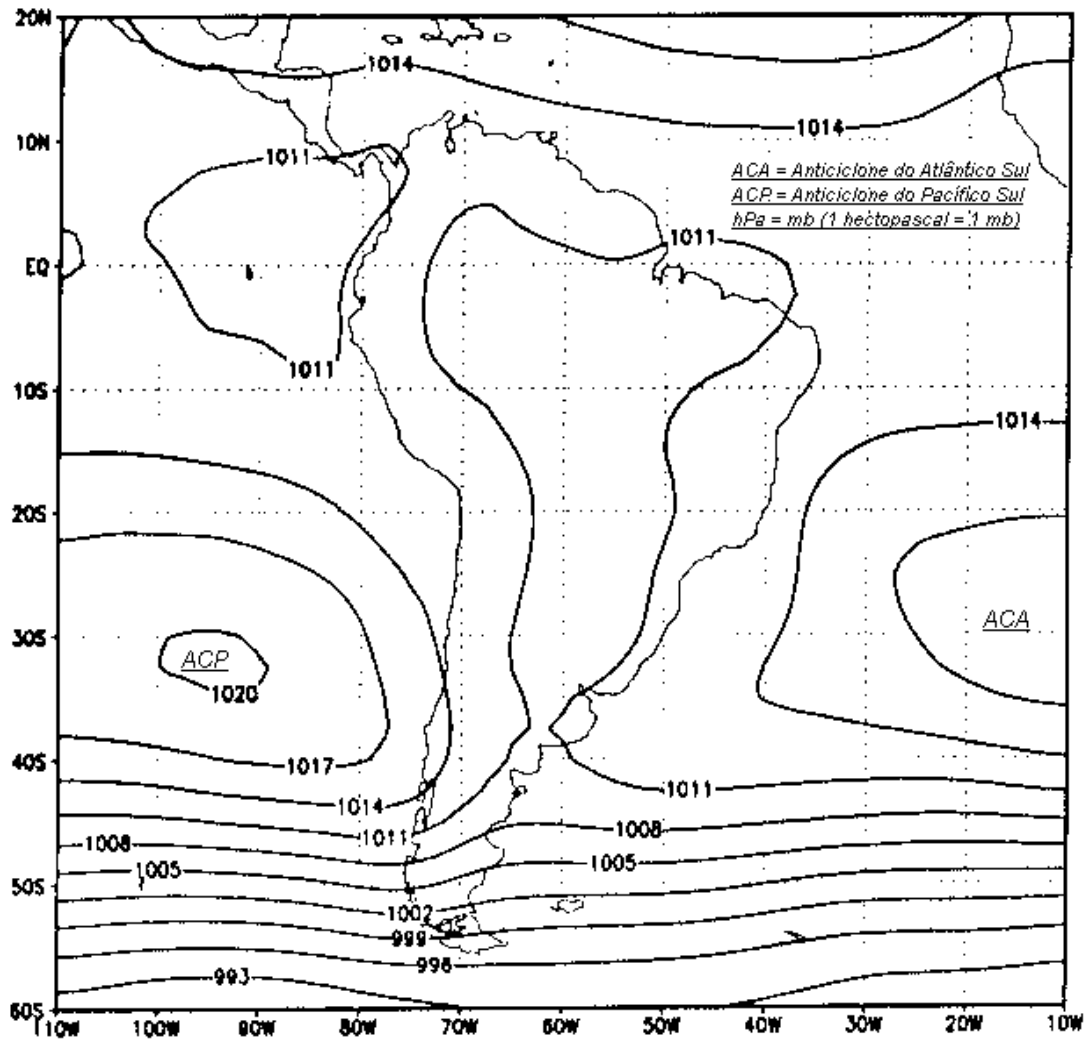 20N
1014
1014
10N
1011
ACA = Anticiclone do Atlântico Sul
ACP = Anticiclone do Pacífico Sul
hPa = mb (1 hectopascal = 1 mb)
1011
EQ
1011
10S
1014
20S
30S
ACP
ACA
1020
40S
1017
1014
1011
1011
1008
1008
1005
1005
50S
1002
999
996
993
60S
110W 100W 90W 80W 70W 60W 50W 40W 30W 20W 10W